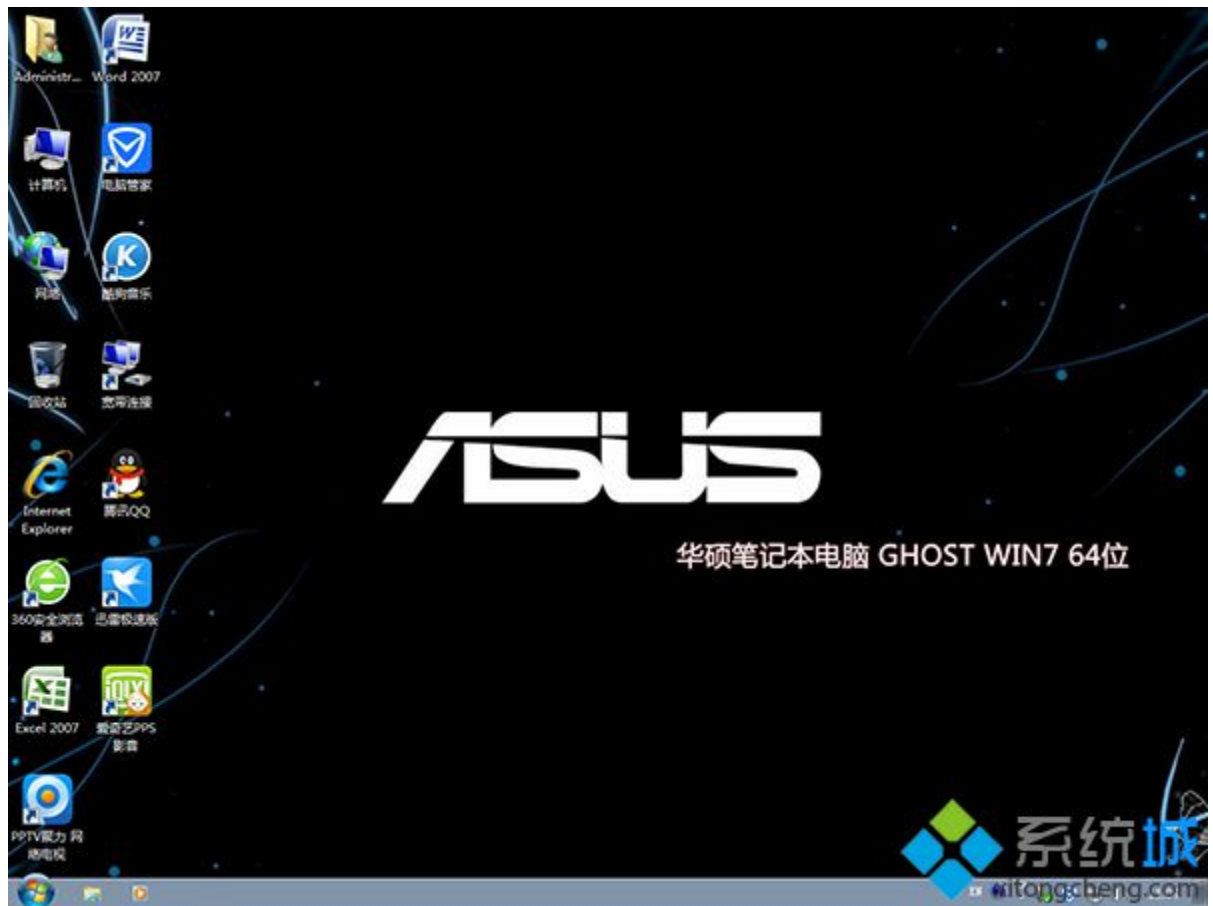 Administr...
Word 2007
计算机
电脑管家
网络
酷狗音乐
回收站
宽带连接
Internet
Explorer
腾讯QQ
360安全浏览
器
迅雷极速版
Excel 2007
爱奇艺PPS
影音
PPTV聚力 网
络电视
ASUS
华硕笔记本电脑 GHOST WIN7 64位
系统城
xitongcheng.com